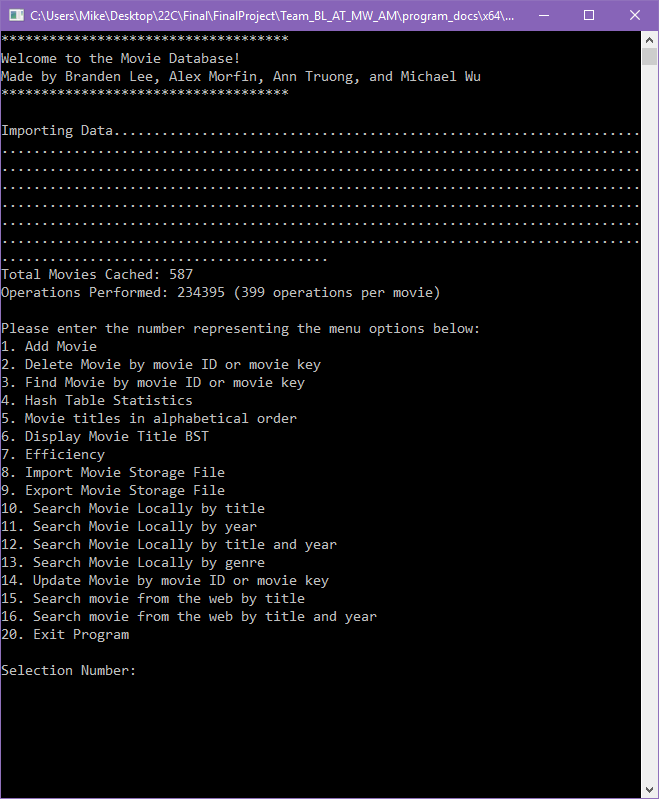 C:\Users\Mike\Desktop\22C\Final\FinalProject\Team_BL_AT_MW_AM\program_docs\x64\...
************************************
Welcome to the Movie Database!
Made by Branden Lee, Alex Morfin, Ann Truong, and Michael Wu
************************************
Importing Data..................................................................
................................................................................
................................................................................
................................................................................
................................................................................
................................................................................
................................................................................
.........................................
Total Movies Cached: 587
Operations Performed: 234395 (399 operations per movie)
Please enter the number representing the menu options below:
1. Add Movie
2. Delete Movie by movie ID or movie key
3. Find Movie by movie ID or movie key
4. Hash Table Statistics
5. Movie titles in alphabetical order
6. Display Movie Title BST
7. Efficiency
8. Import Movie Storage File
9. Export Movie Storage File
10. Search Movie Locally by title
11. Search Movie Locally by year
12. Search Movie Locally by title and year
13. Search Movie Locally by genre
14. Update Movie by movie ID or movie key
15. Search movie from the web by title
16. Search movie from the web by title and year
20. Exit Program
Selection Number: